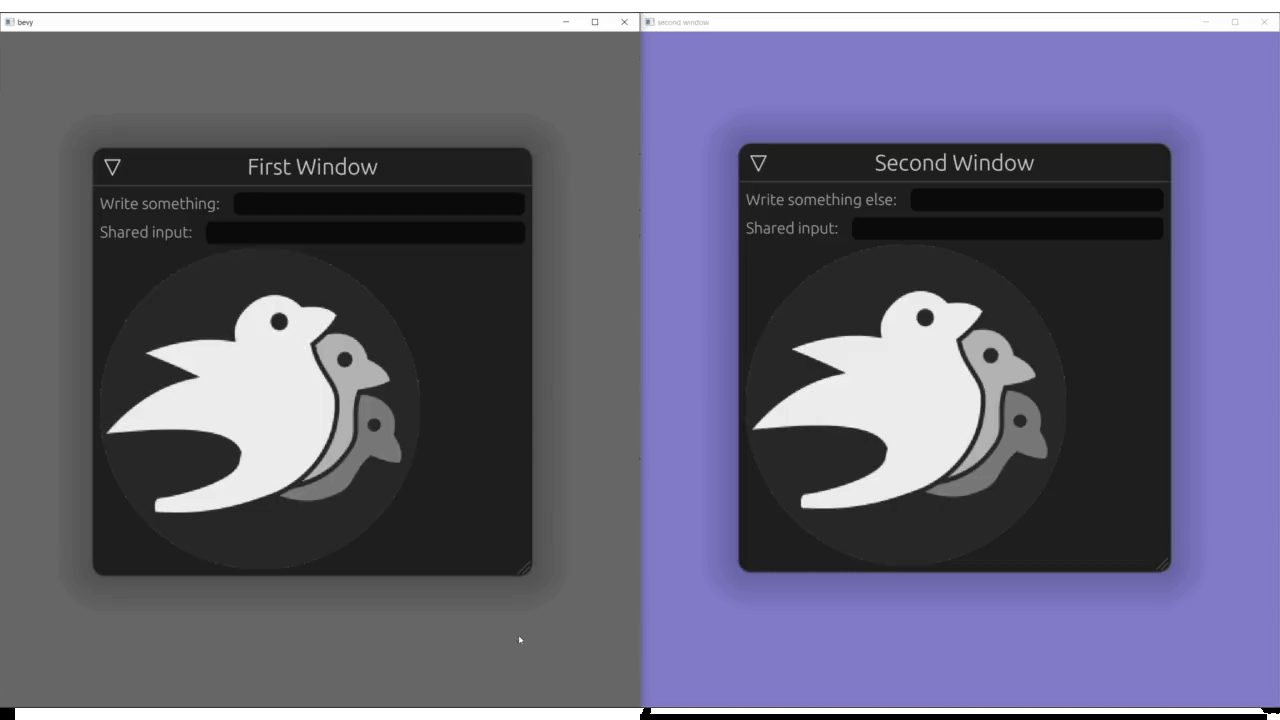 bevy
First Window
Write something:
Shared input:
second window
Second Window
Write something else:
Shared input: